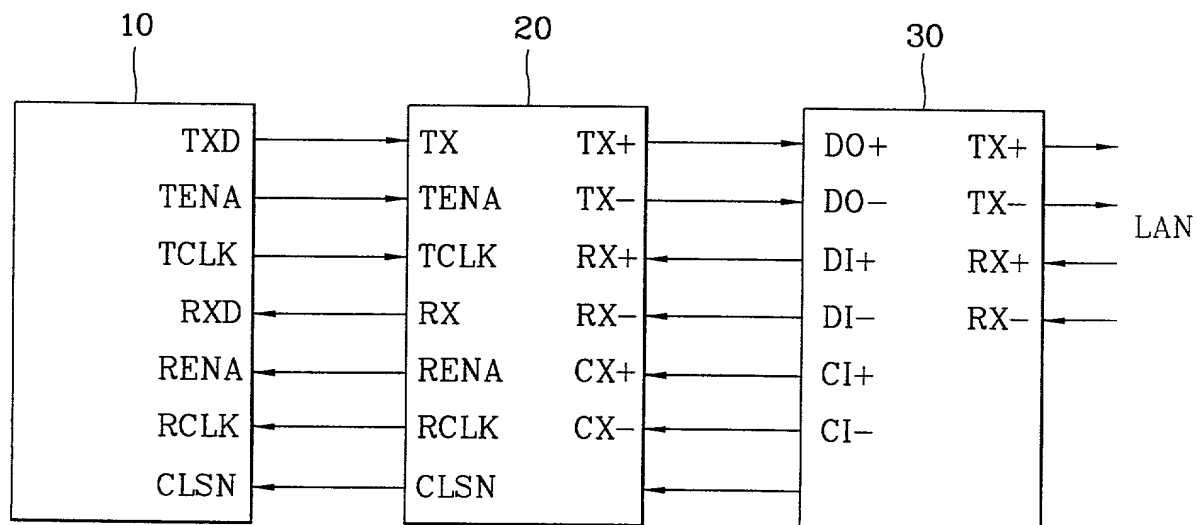 10 20 30
TXD TX TX+ DO+ TX+
TENA TENA TX- DO- TX-
LAN
TCLK TCLK RX+ DI+ RX+
RXD RX RX- DI- RX-
RENA RENA CX+ CI+
RCLK RCLK CX- CI-
CLSN CLSN